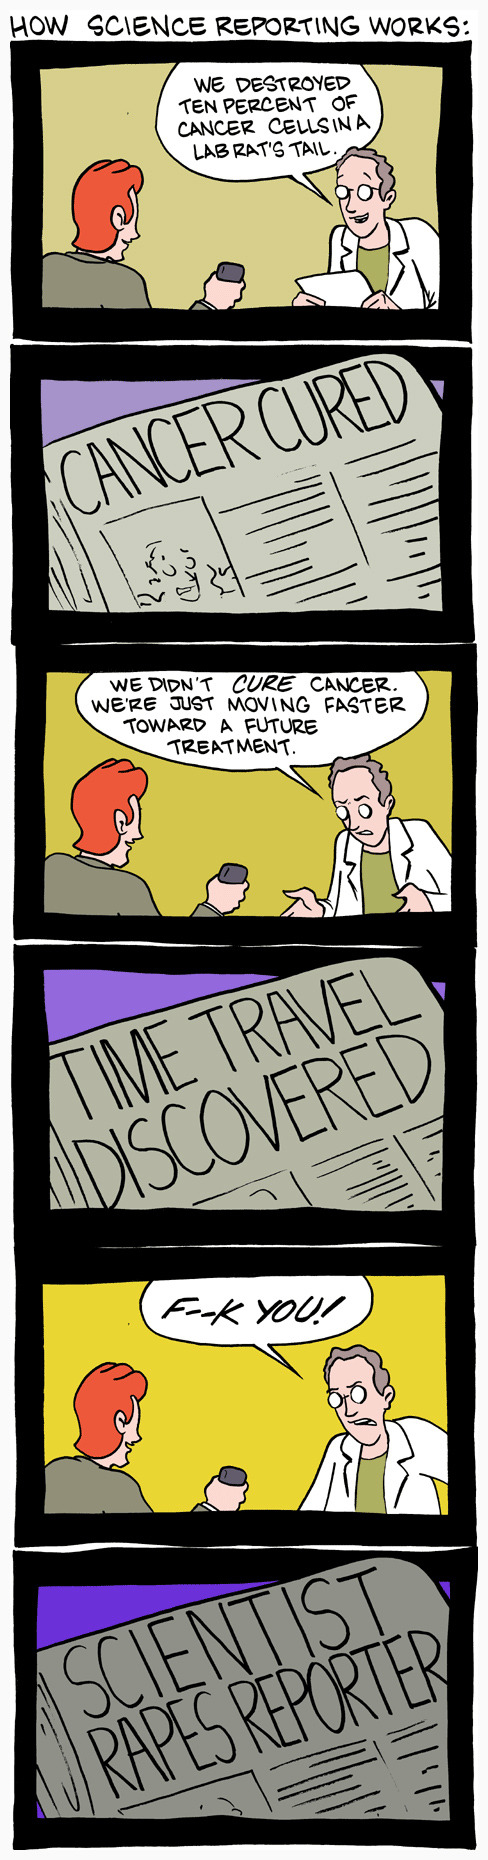 HOW SCIENCE REPORTING WORKS:
WE DESTROYED
TEN PERCENT OF
CANCER CELLS IN A
LAB RAT'S TAIL.
CANCER CURED
WE DIDN'T CURE CANCER.
WE'RE JUST MOVING FASTER
TOWARD A FUTURE
TREATMENT.
TIME TRAVEL
DISCOVERED
F--K YOU!
SCIENTIST
RAPES REPORTER